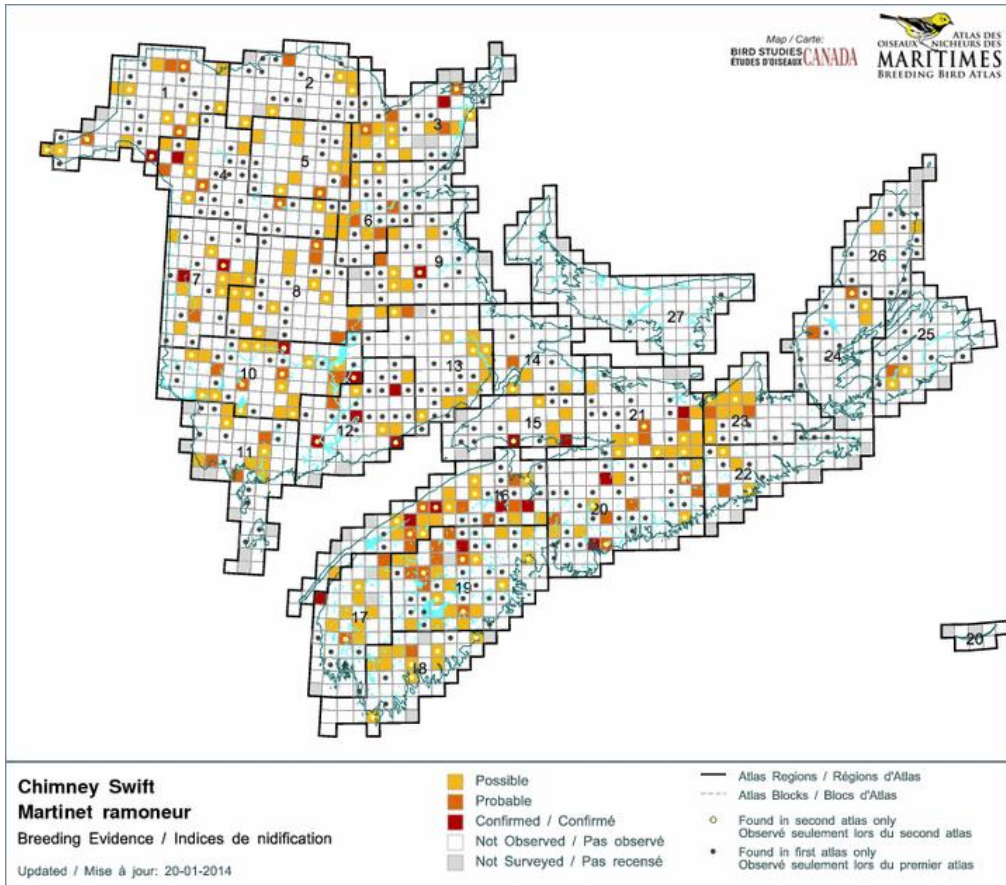 Map / Carte:
BIRD STUDIES
ÉTUDES D'OISEAUX CANADA
ATLAS DES
OISEAUX NICHEURS DES
MARITIMES
BREEDING BIRD ATLAS
1
2
3
4
5
6
7
8
9
10
11
12
13
14
15
16
17
18
19
20
21
22
23
24
25
26
27
20
Chimney Swift
Martinet ramoneur
Breeding Evidence / Indices de nidification
Updated / Mise à jour: 20-01-2014
Possible
Probable
Confirmed / Confirmé
Not Observed / Pas observé
Not Surveyed / Pas recensé
Atlas Regions / Régions d'Atlas
Atlas Blocks / Blocs d'Atlas
Found in second atlas only
Observé seulement lors du second atlas
Found in first atlas only
Observé seulement lors du premier atlas